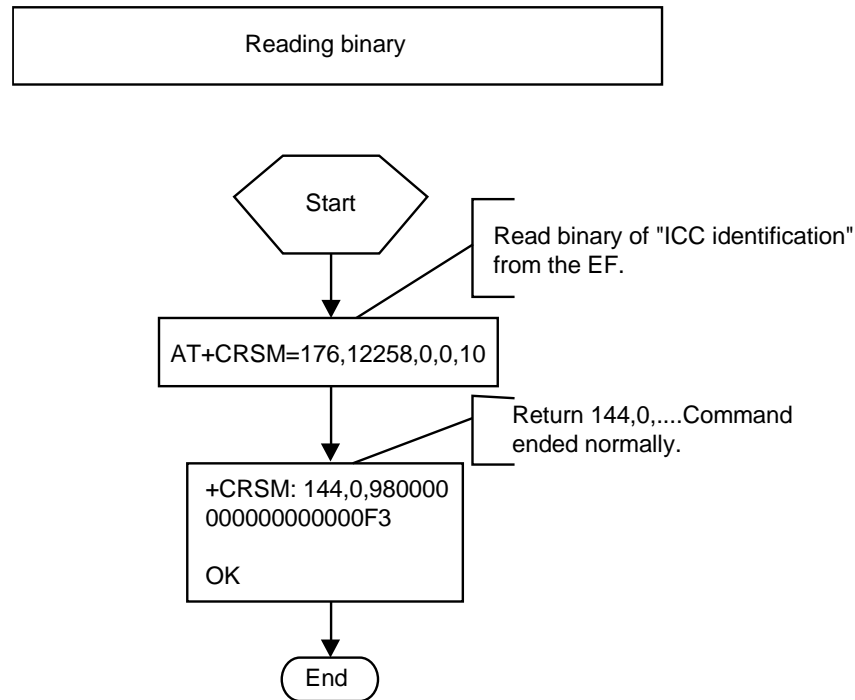 Reading binary
Start
Read binary of "ICC identification"
from the EF.
AT+CRSM=176,12258,0,0,10
Return 144,0,....Command
ended normally.
+CRSM: 144,0,980000
000000000000F3
OK
End